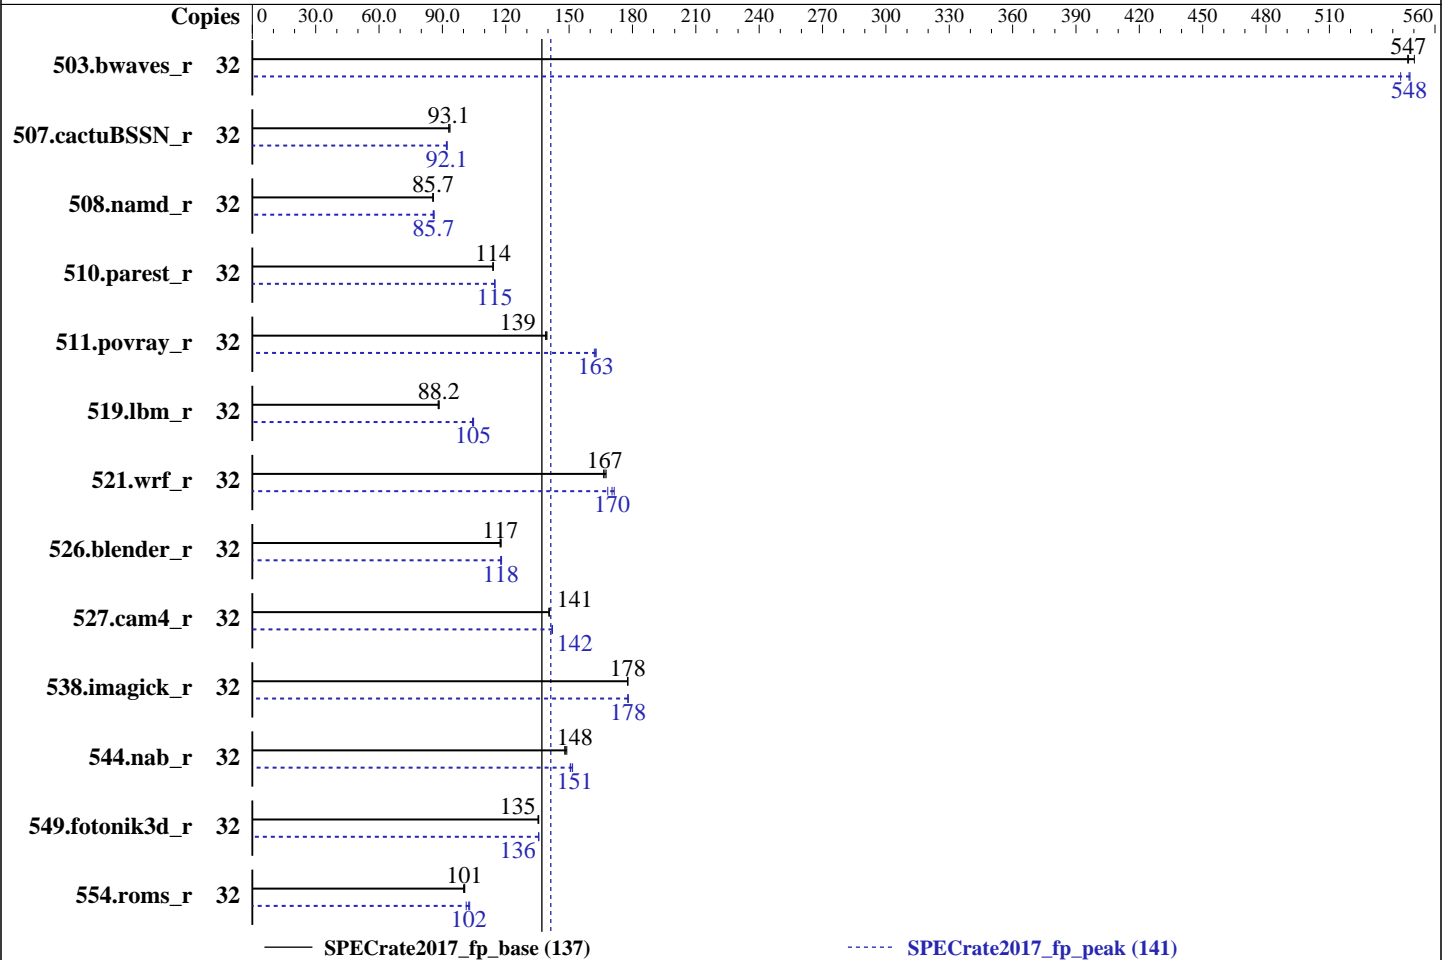 Copies 0 30.0 60.0 90.0 120 150 180 210 240 270 300 330 360 390 420 450 480 510 560
503.bwaves_r 32 547
548
507.cactuBSSN_r 32 93.1
92.1
508.namd_r 32 85.7
85.7
510.parest_r 32 114
115
511.povray_r 32 139
163
519.lbm_r 32 88.2
105
521.wrf_r 32 167
170
526.blender_r 32 117
118
527.cam4_r 32 141
142
538.imagick_r 32 178
178
544.nab_r 32 148
151
549.fotonik3d_r 32 135
136
554.roms_r 32 101
102
SPECrate2017_fp_base (137) SPECrate2017_fp_peak (141)